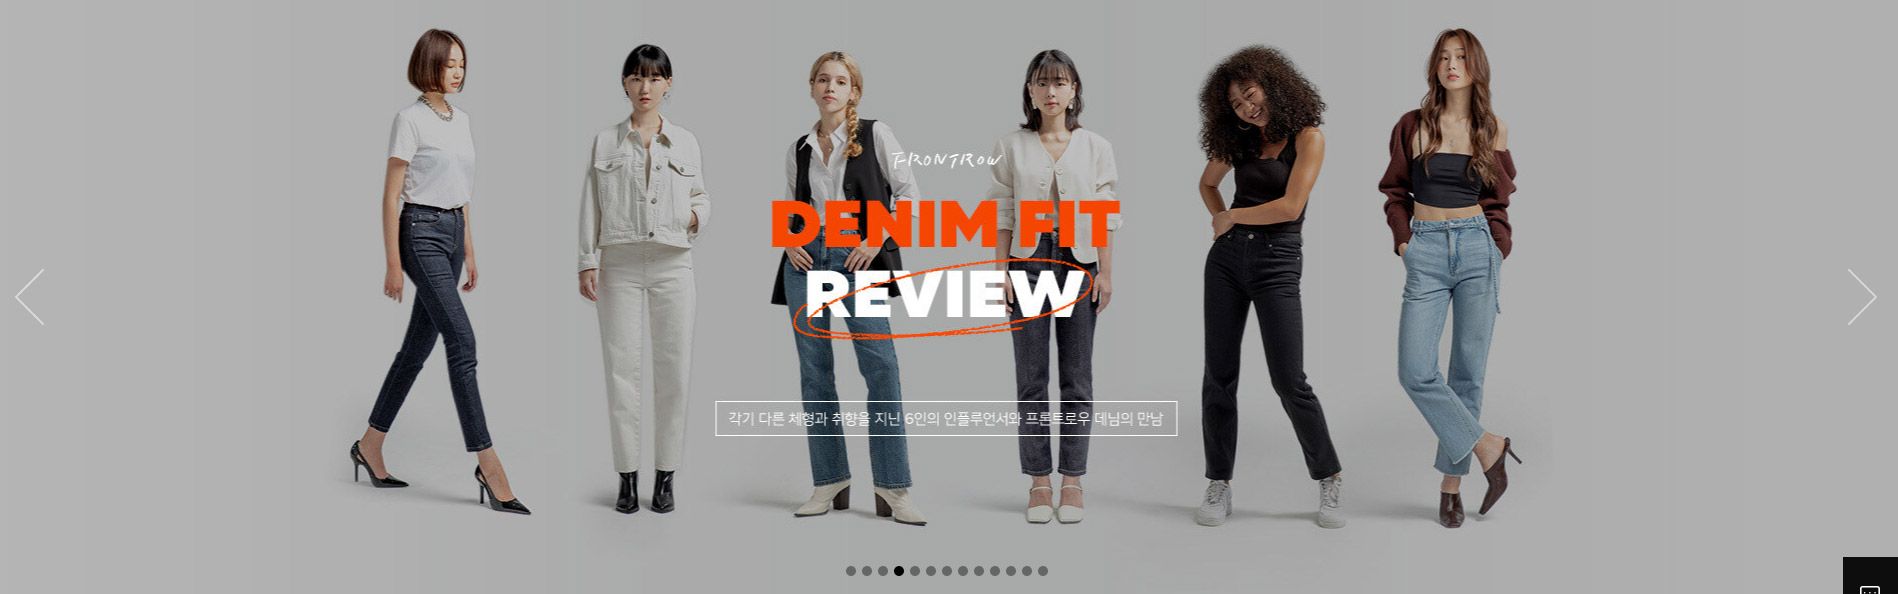 FRONTROW
DENIM FIT
REVIEW
각기 다른 체형과 취향을 지닌 6인의 인플루언서와 프론트로우 데님의 만남